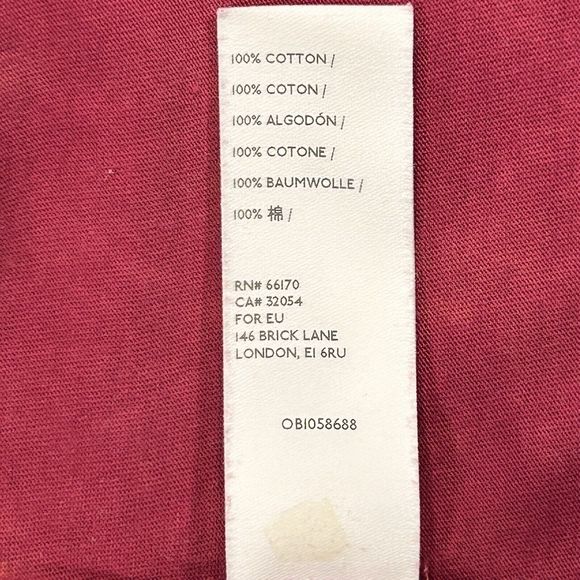 100% COTTON /
100% COTON /
100% ALGODÓN /
100% COTONE /
100% BAUMWOLLE /
100% 棉 /
RN# 66170
CA# 32054
FOR EU
146 BRICK LANE
LONDON, E1 6RU
OB1058688